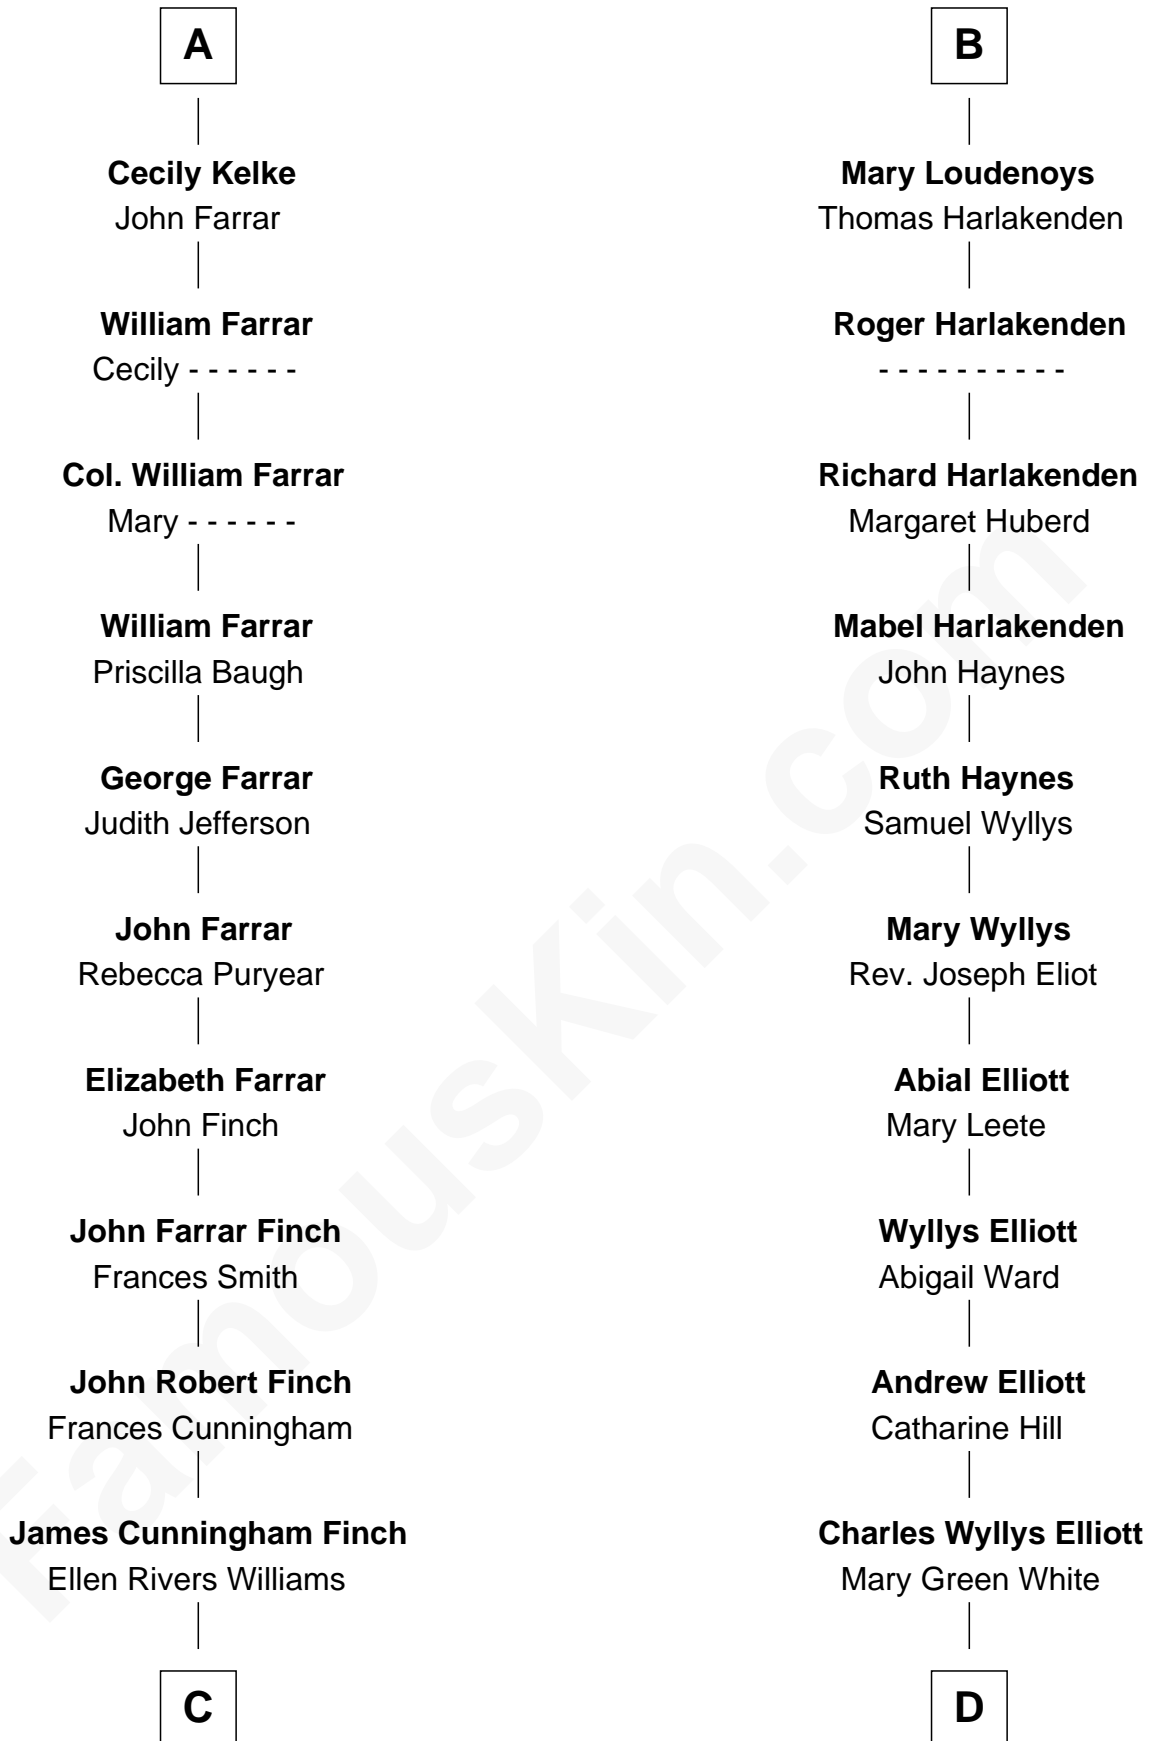 A
Cecily Kelke
John Farrar
William Farrar
Cecily - - - - - -
Col. William Farrar
Mary - - - - - -
William Farrar
Priscilla Baugh
George Farrar
Judith Jefferson
John Farrar
Rebecca Puryear
Elizabeth Farrar
John Finch
John Farrar Finch
Frances Smith
John Robert Finch
Frances Cunningham
James Cunningham Finch
Ellen Rivers Williams
C
B
Mary Loudenoys
Thomas Harlakenden
Roger Harlakenden
- - - - - - - - - -
Richard Harlakenden
Margaret Huberd
Mabel Harlakenden
John Haynes
Ruth Haynes
Samuel Wyllys
Mary Wyllys
Rev. Joseph Eliot
Abial Elliott
Mary Leete
Wyllys Elliott
Abigail Ward
Andrew Elliott
Catharine Hill
Charles Wyllys Elliott
Mary Green White
D
FamousKin.com